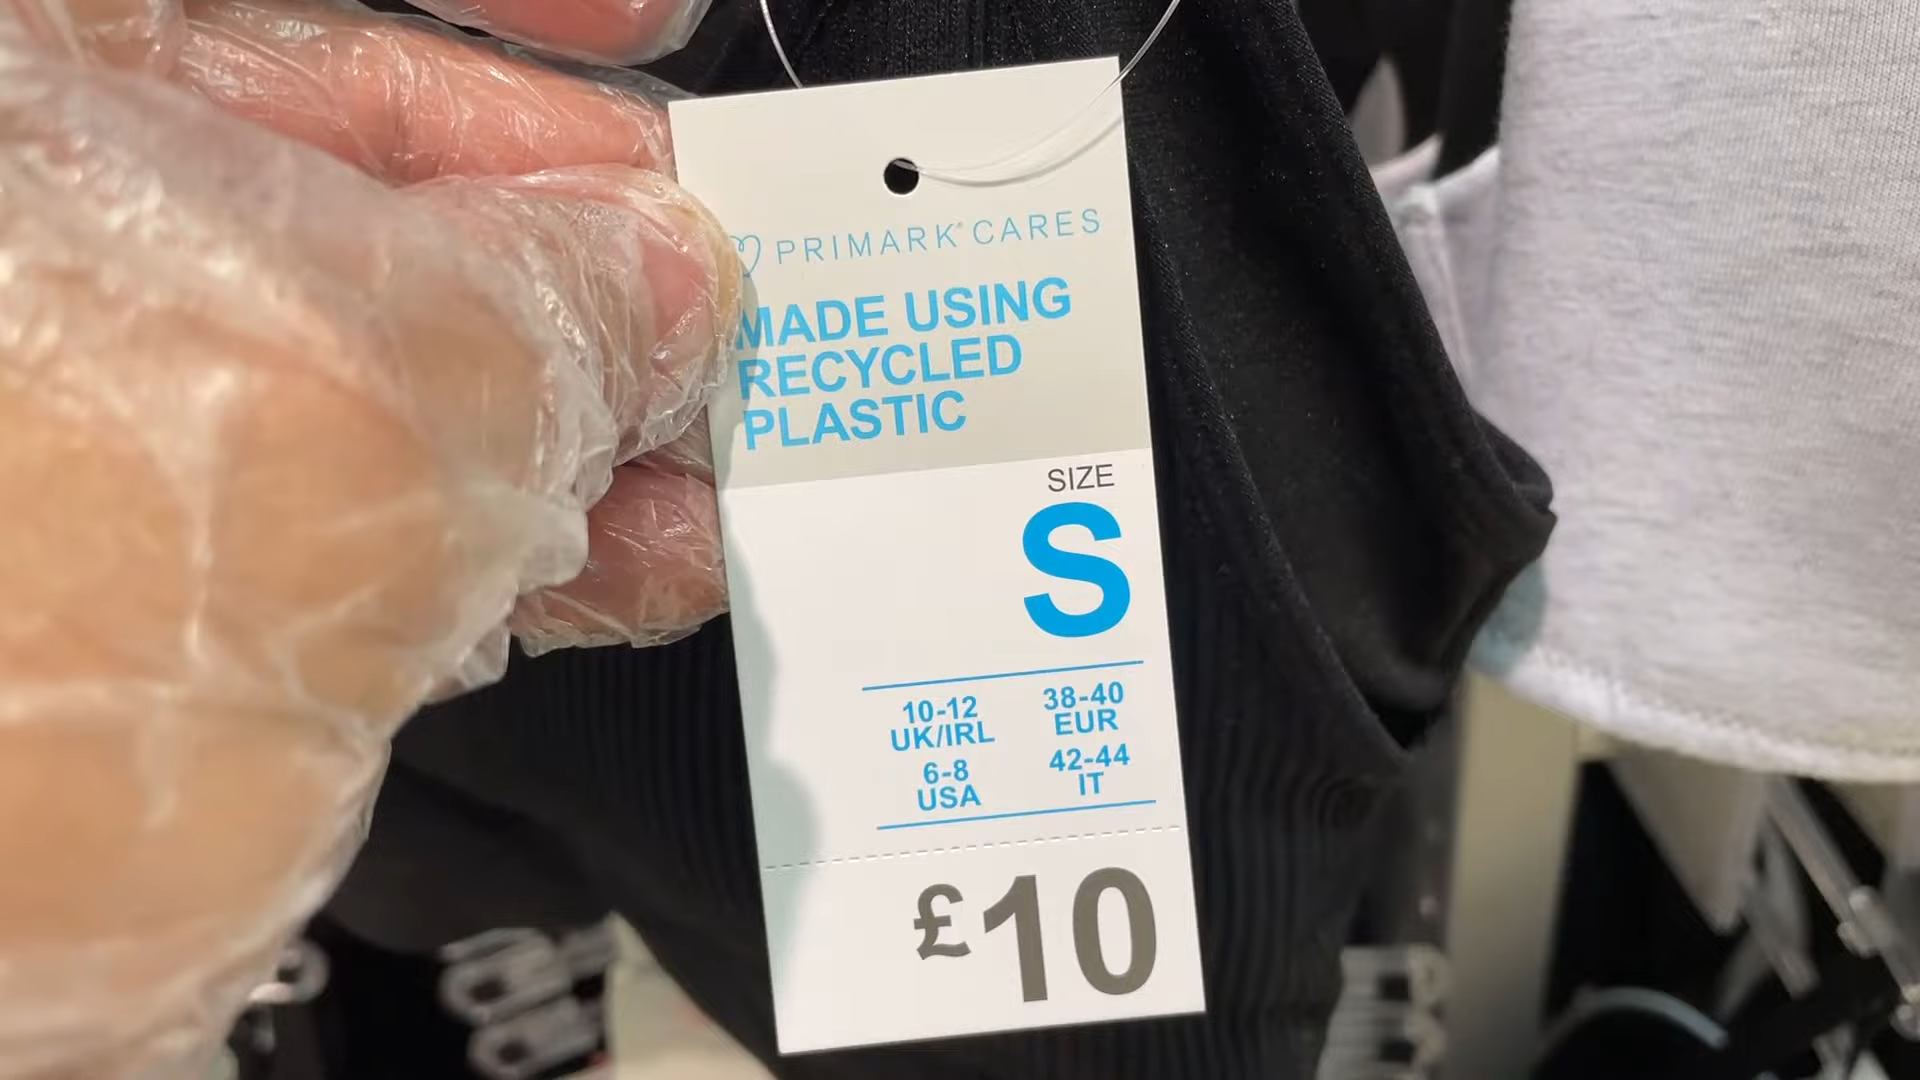 PRIMARK® CARES
MADE USING
RECYCLED
PLASTIC
SIZE
S
10-12
UK/IRL
38-40
EUR
6-8
USA
42-44
IT
£10